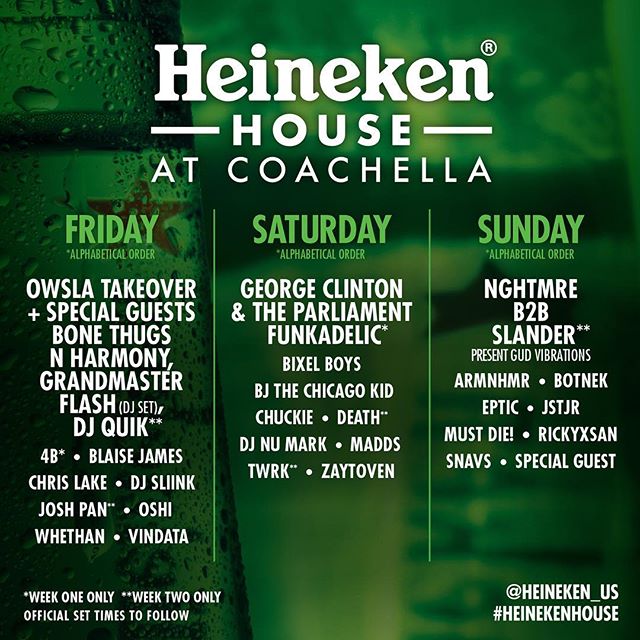 Heineken®
HOUSE
AT COACHELLA
FRIDAY
*ALPHABETICAL ORDER
OWSLA TAKEOVER
+ SPECIAL GUESTS
BONE THUGS
N HARMONY,
GRANDMASTER
FLASH (DJ SET),
DJ QUIK**
4B* • BLAISE JAMES
CHRIS LAKE • DJ SLIINK
JOSH PAN** • OSHI
WHETHAN • VINDATA
SATURDAY
*ALPHABETICAL ORDER
GEORGE CLINTON
& THE PARLIAMENT
FUNKADELIC*
BIXEL BOYS
BJ THE CHICAGO KID
CHUCKIE • DEATH**
DJ NU MARK • MADDS
TWRK** • ZAYTOVEN
SUNDAY
*ALPHABETICAL ORDER
NGHTMRE
B2B
SLANDER**
PRESENT GUD VIBRATIONS
ARMNHMR • BOTNEK
EPTIC • JSTJR
MUST DIE! • RICKYXSAN
SNAVS • SPECIAL GUEST
*WEEK ONE ONLY **WEEK TWO ONLY
OFFICIAL SET TIMES TO FOLLOW
@HEINEKEN_US
#HEINEKENHOUSE